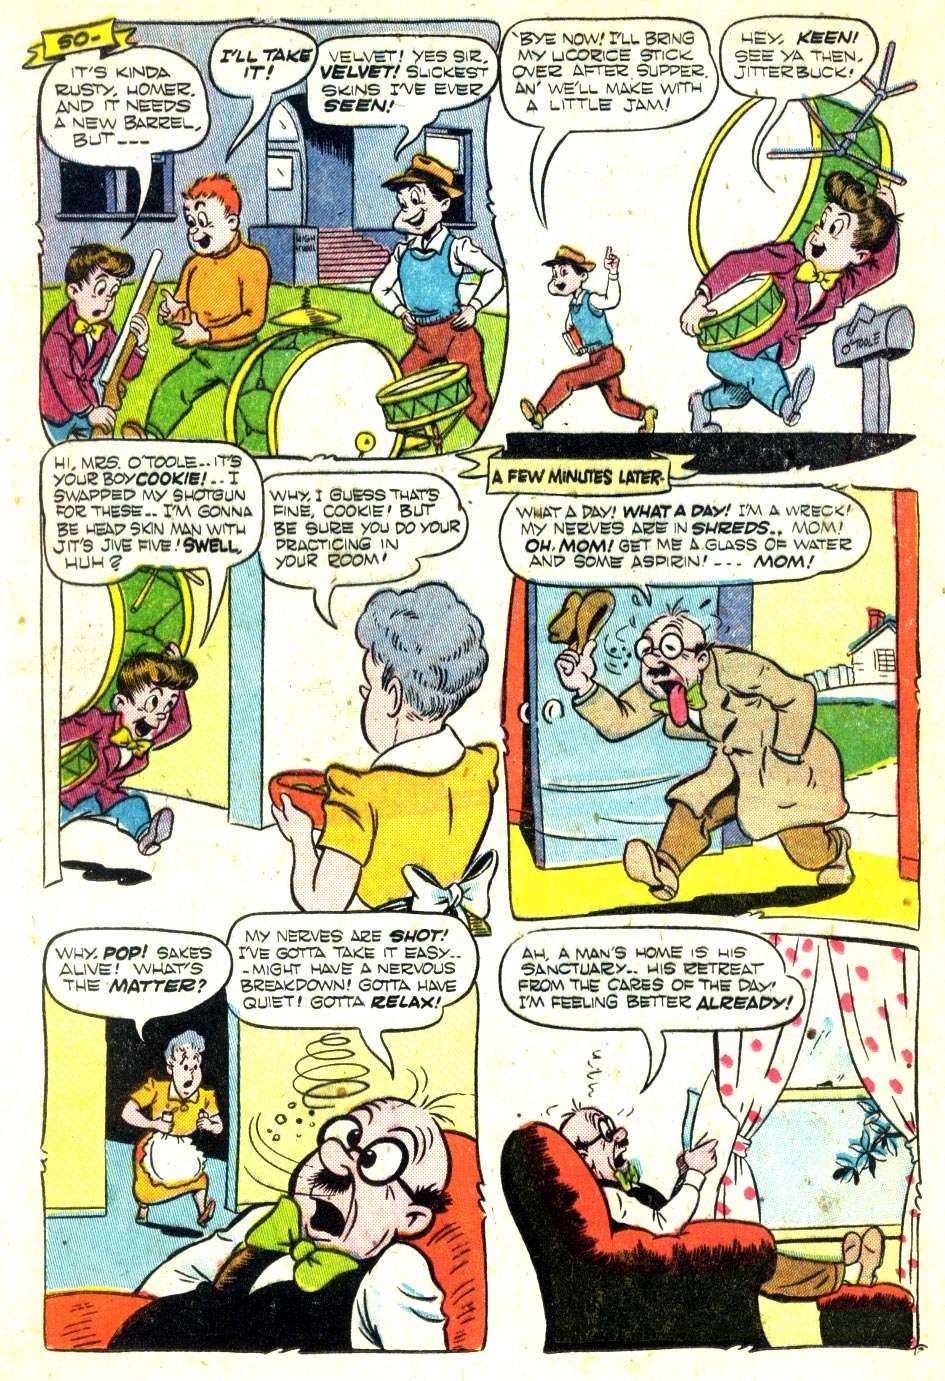 SO-
IT'S KINDA
RUSTY, HOMER.
AND IT NEEDS
A NEW BARREL,
BUT ---
I'LL TAKE
IT!
VELVET! YES SIR,
VELVET! SLICKEST
SKINS I'VE EVER
SEEN!
HIGH
SCHOOL
'BYE NOW! I'LL BRING
MY LICORICE STICK
OVER AFTER SUPPER,
AN' WE'LL MAKE WITH
A LITTLE JAM!
HEY, KEEN!
SEE YA THEN,
JITTERBUCK!
O'TOOLE
HI, MRS. O'TOOLE.. IT'S
YOUR BOY COOKIE!.. I
SWAPPED MY SHOTGUN
FOR THESE.. I'M GONNA
BE HEAD SKIN MAN WITH
JIT'S JIVE FIVE! SWELL,
HUH?
WHY, I GUESS THAT'S
FINE, COOKIE! BUT
BE SURE YOU DO YOUR
PRACTICING IN
YOUR ROOM!
A FEW MINUTES LATER-
WHAT A DAY! WHAT A DAY! I'M A WRECK!
MY NERVES ARE IN SHREDS.. MOM!
OH, MOM! GET ME A GLASS OF WATER
AND SOME ASPIRIN! --- MOM!
WHY, POP! SAKES
ALIVE! WHAT'S
THE MATTER?
MY NERVES ARE SHOT!
I'VE GOTTA TAKE IT EASY..
-MIGHT HAVE A NERVOUS
BREAKDOWN! GOTTA HAVE
QUIET! GOTTA RELAX!
AH, A MAN'S HOME IS HIS
SANCTUARY.. HIS RETREAT
FROM THE CARES OF THE DAY!
I'M FEELING BETTER ALREADY!